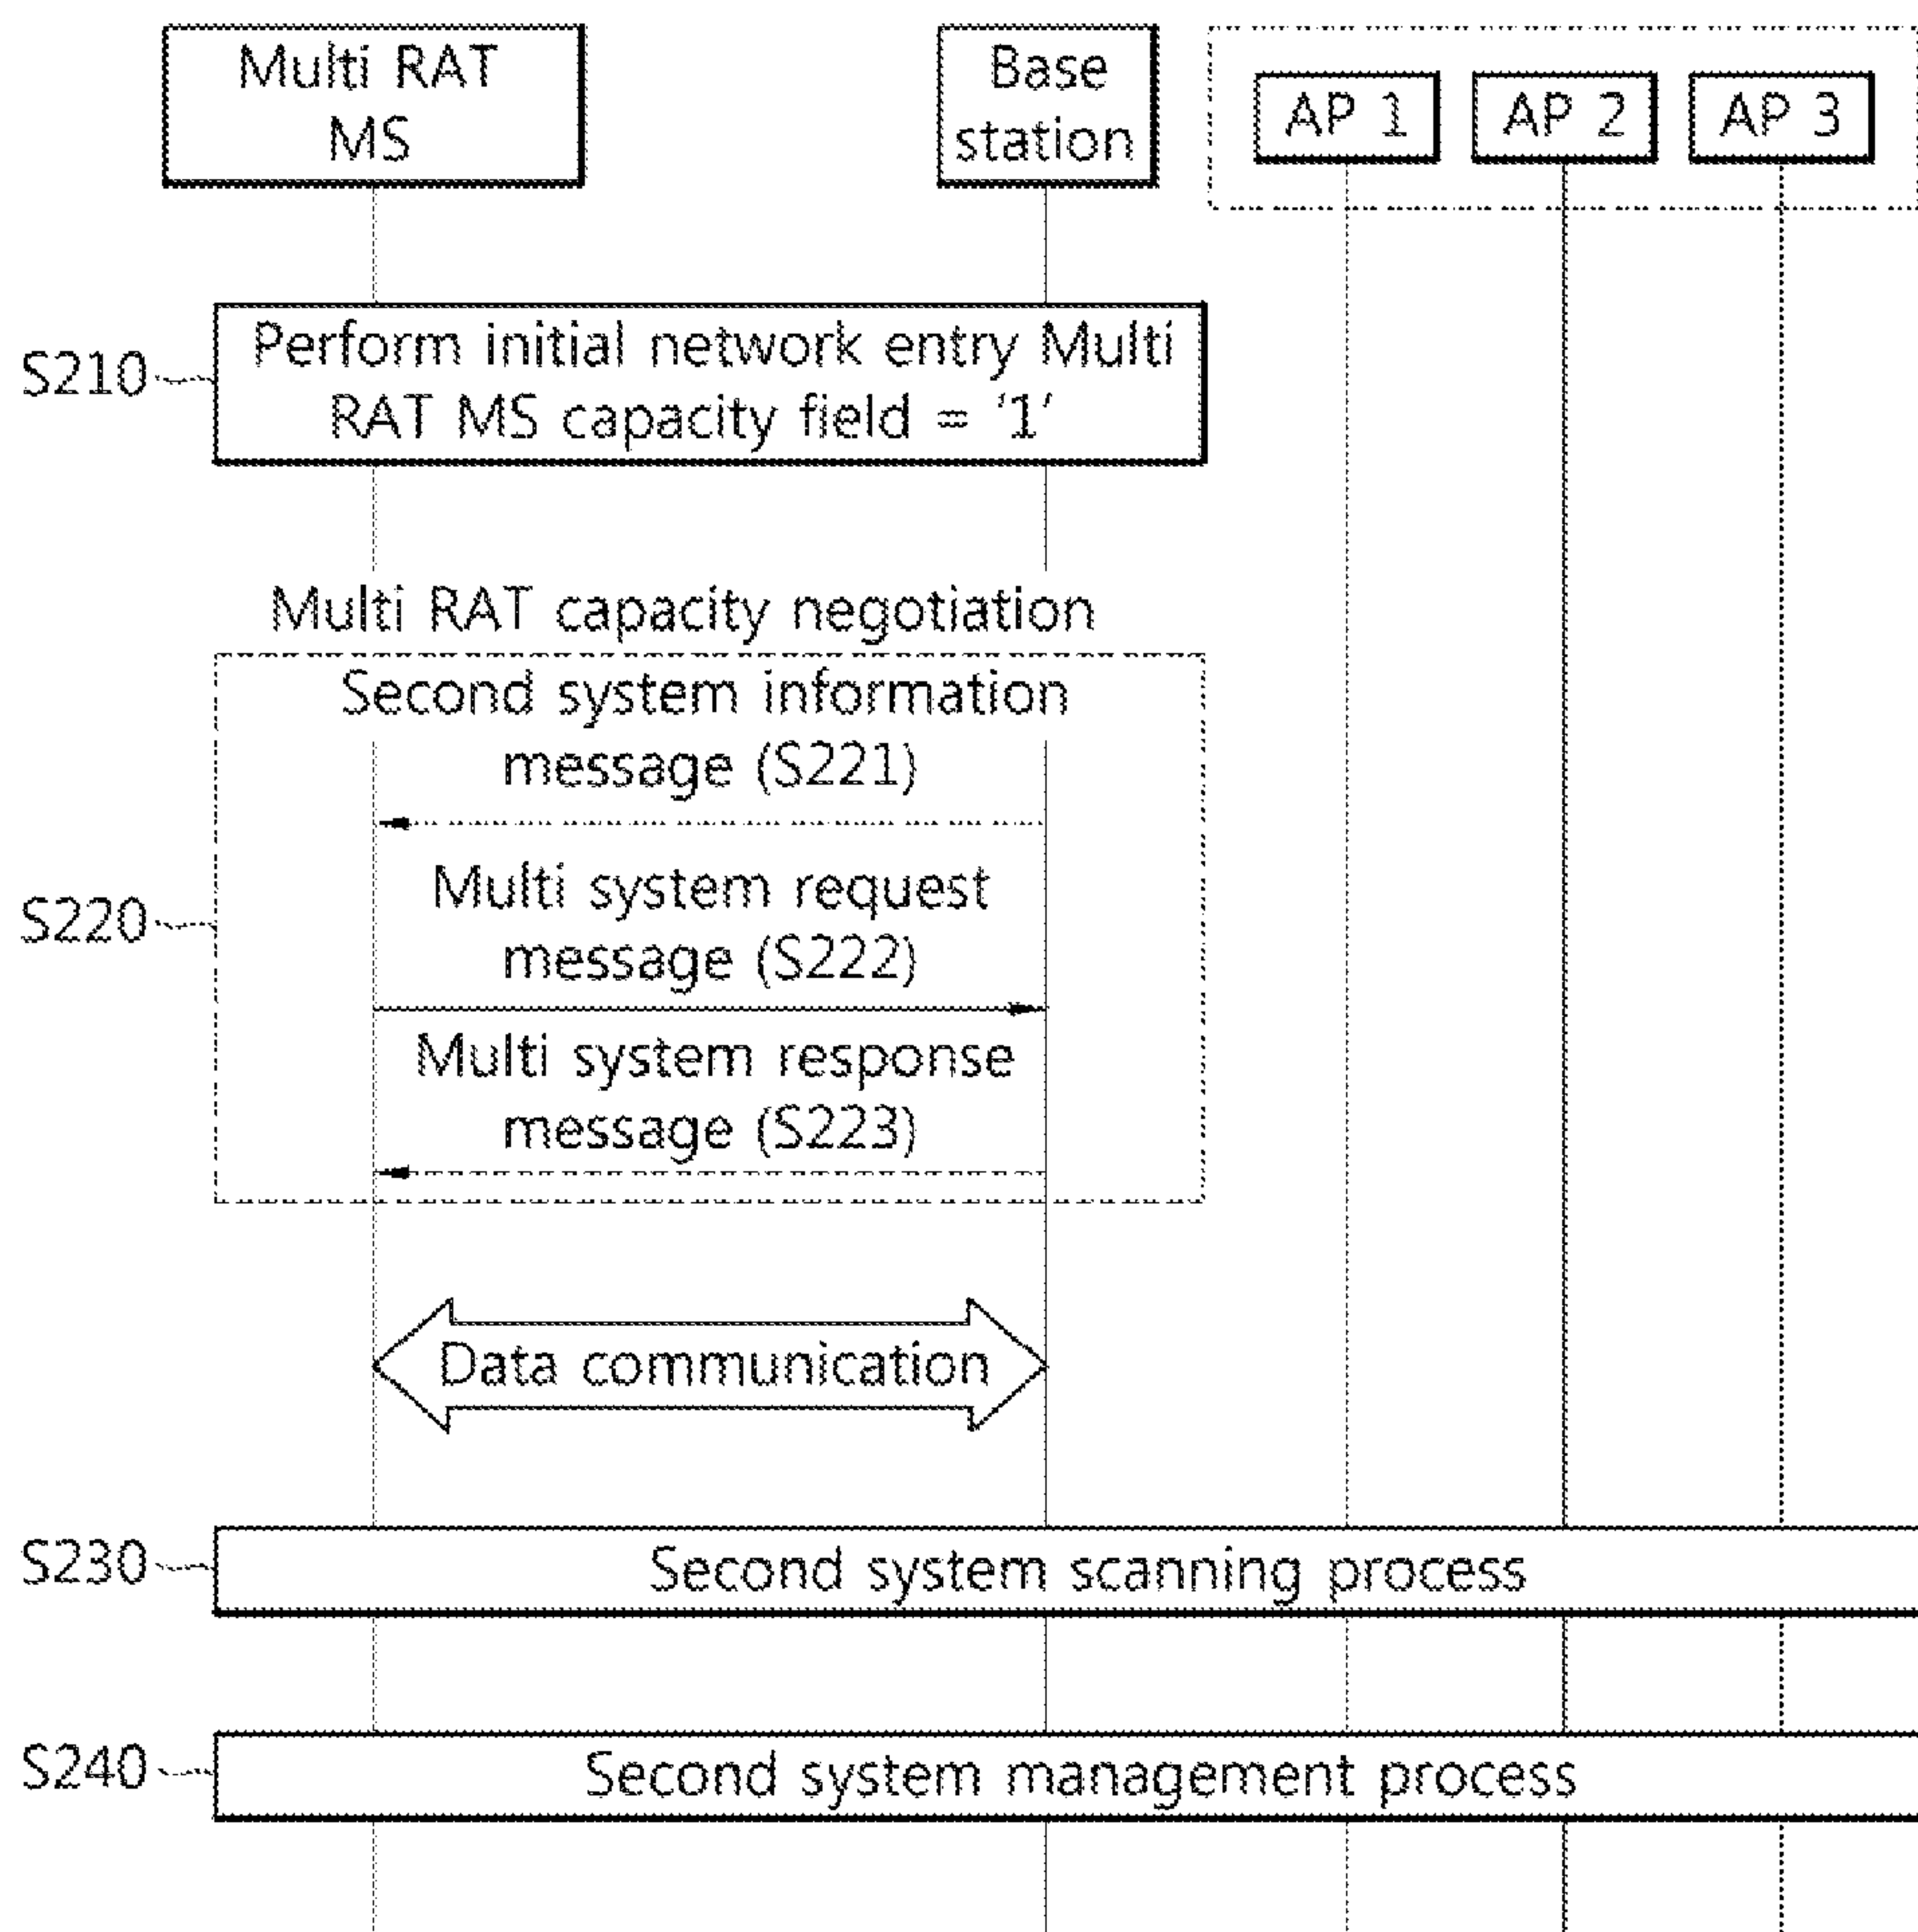 Multi RAT
MS
Base
station
AP 1
AP 2
AP 3
S210
Perform initial network entry Multi
RAT MS capacity field = '1'
Multi RAT capacity negotiation
S220
Second system information
message (S221)
Multi system request
message (S222)
Multi system response
message (S223)
Data communication
S230
Second system scanning process
S240
Second system management process